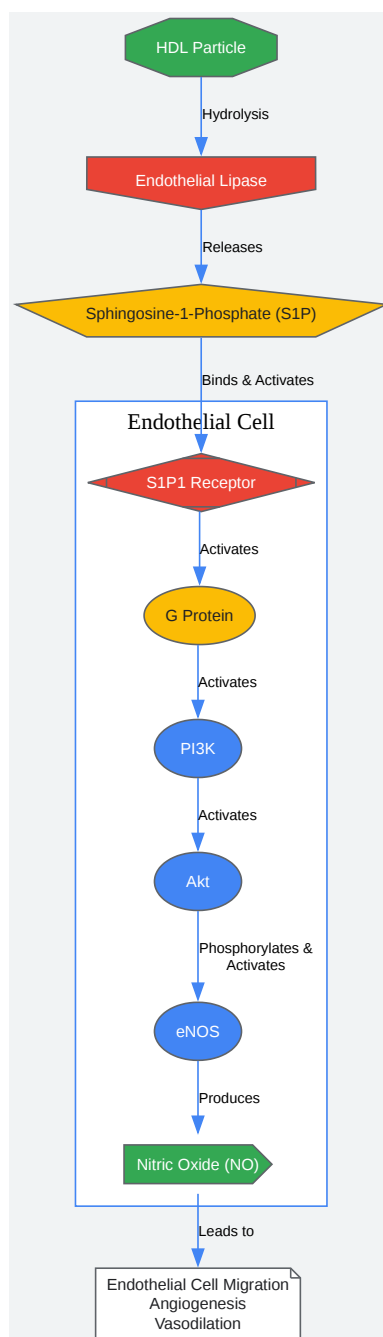 HDL Particle
Hydrolysis
Endothelial Lipase
Releases
Sphingosine-1-Phosphate (S1P)
Binds & Activates
Endothelial Cell
S1P1 Receptor
Activates
G Protein
Activates
PI3K
Activates
Akt
Phosphorylates &
Activates
eNOS
Produces
Nitric Oxide (NO)
Leads to
Endothelial Cell Migration
Angiogenesis
Vasodilation